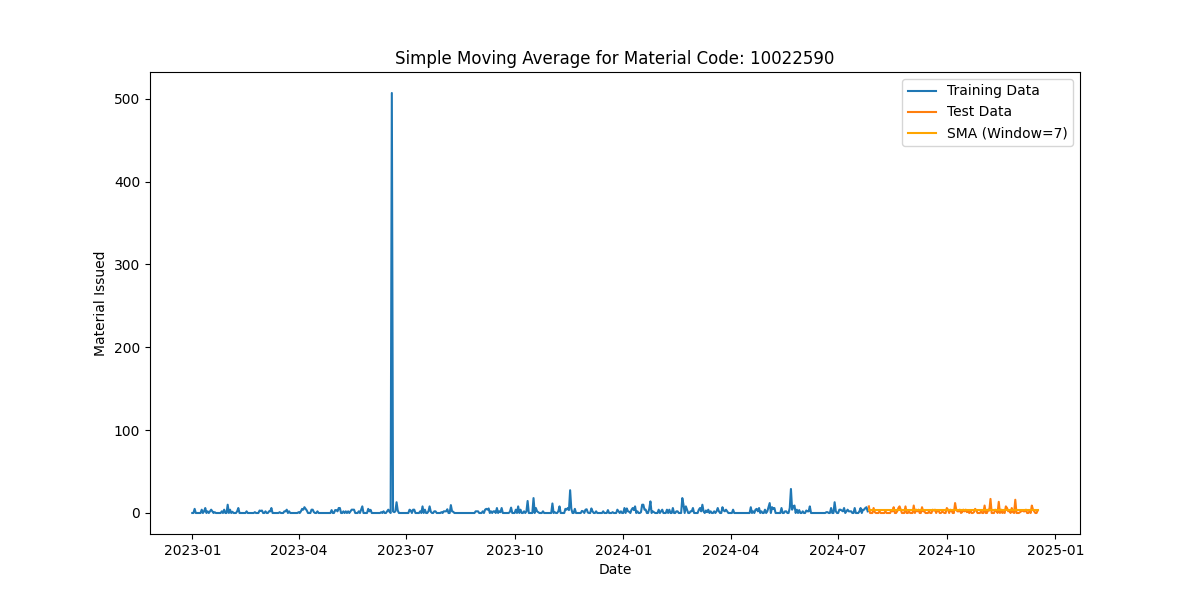 Simple Moving Average for Material Code: 10022590
Training Data
Test Data
SMA (Window=7)
Material Issued
500
400
300
200
100
0
2023-01 2023-04 2023-07 2023-10 2024-01 2024-04 2024-07 2024-10 2025-01
Date